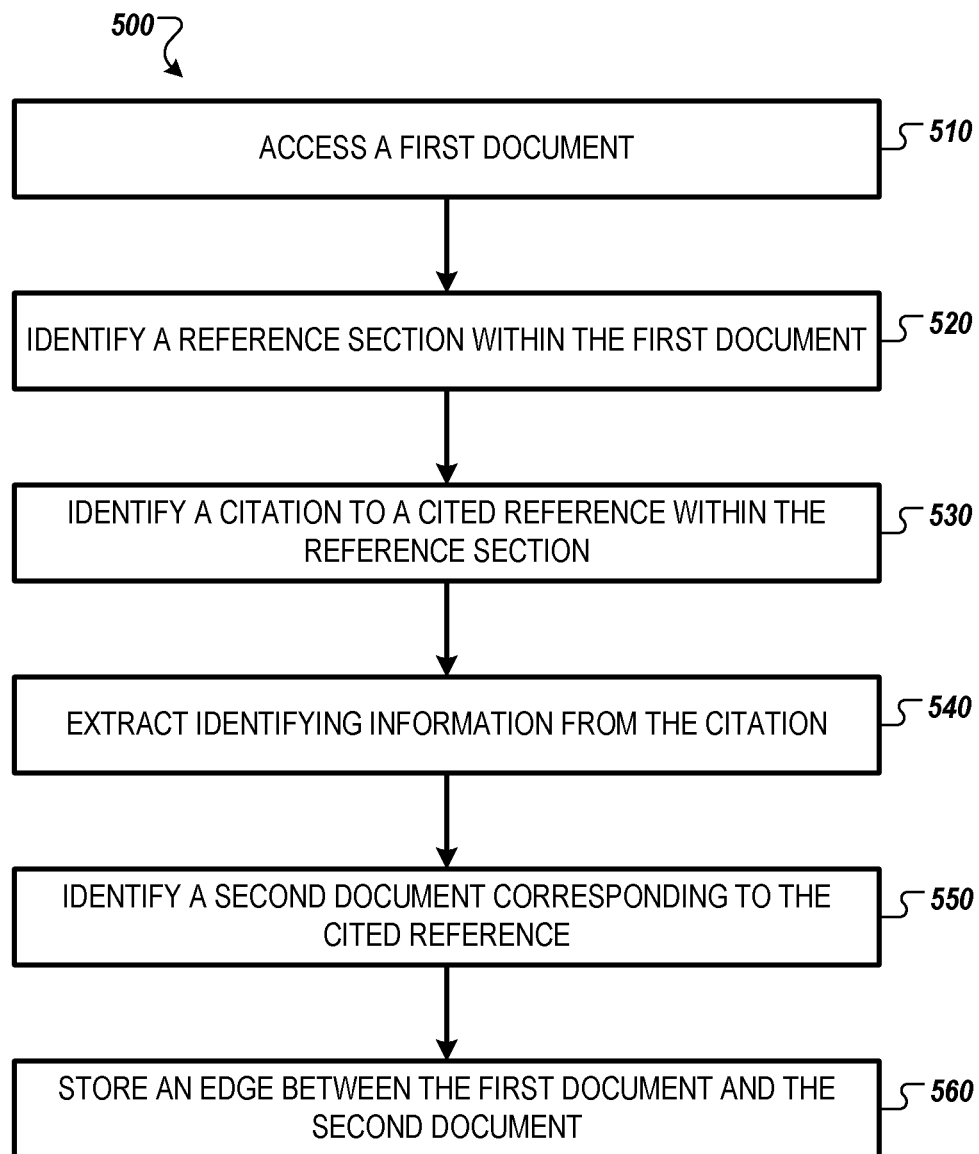 500
ACCESS A FIRST DOCUMENT
510
IDENTIFY A REFERENCE SECTION WITHIN THE FIRST DOCUMENT
520
IDENTIFY A CITATION TO A CITED REFERENCE WITHIN THE
REFERENCE SECTION
530
EXTRACT IDENTIFYING INFORMATION FROM THE CITATION
540
IDENTIFY A SECOND DOCUMENT CORRESPONDING TO THE
CITED REFERENCE
550
STORE AN EDGE BETWEEN THE FIRST DOCUMENT AND THE
SECOND DOCUMENT
560